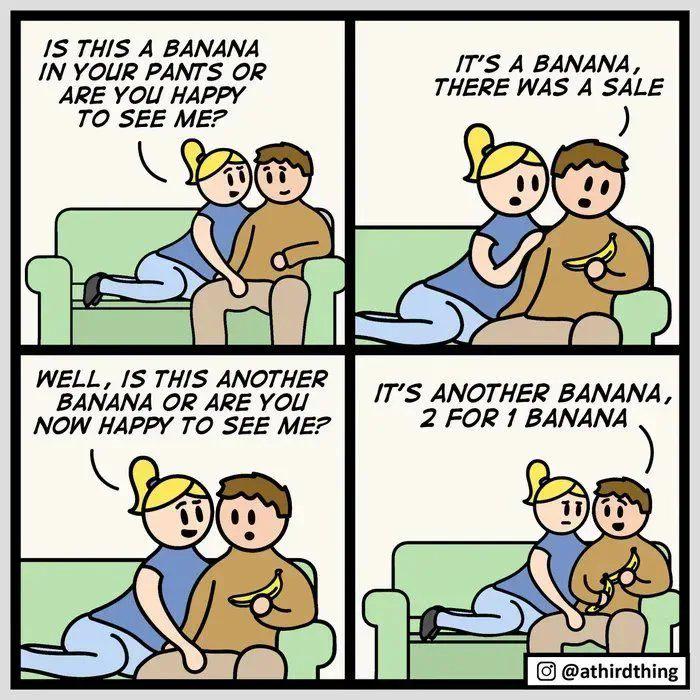 IS THIS A BANANA
IN YOUR PANTS OR
ARE YOU HAPPY
TO SEE ME?
IT'S A BANANA,
THERE WAS A SALE
WELL, IS THIS ANOTHER
BANANA OR ARE YOU
NOW HAPPY TO SEE ME?
IT'S ANOTHER BANANA,
2 FOR 1 BANANA
@athirdthing